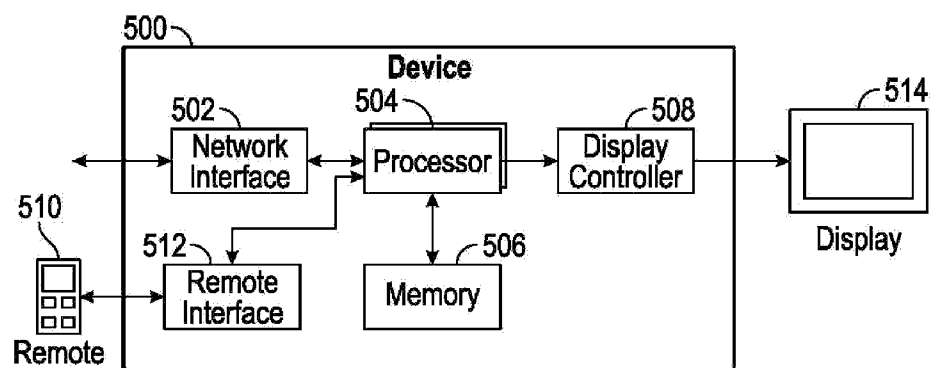 500
Device
502
504
508
514
Network
Interface
Processor
Display
Controller
510
512
506
Display
Remote
Interface
Memory
Remote